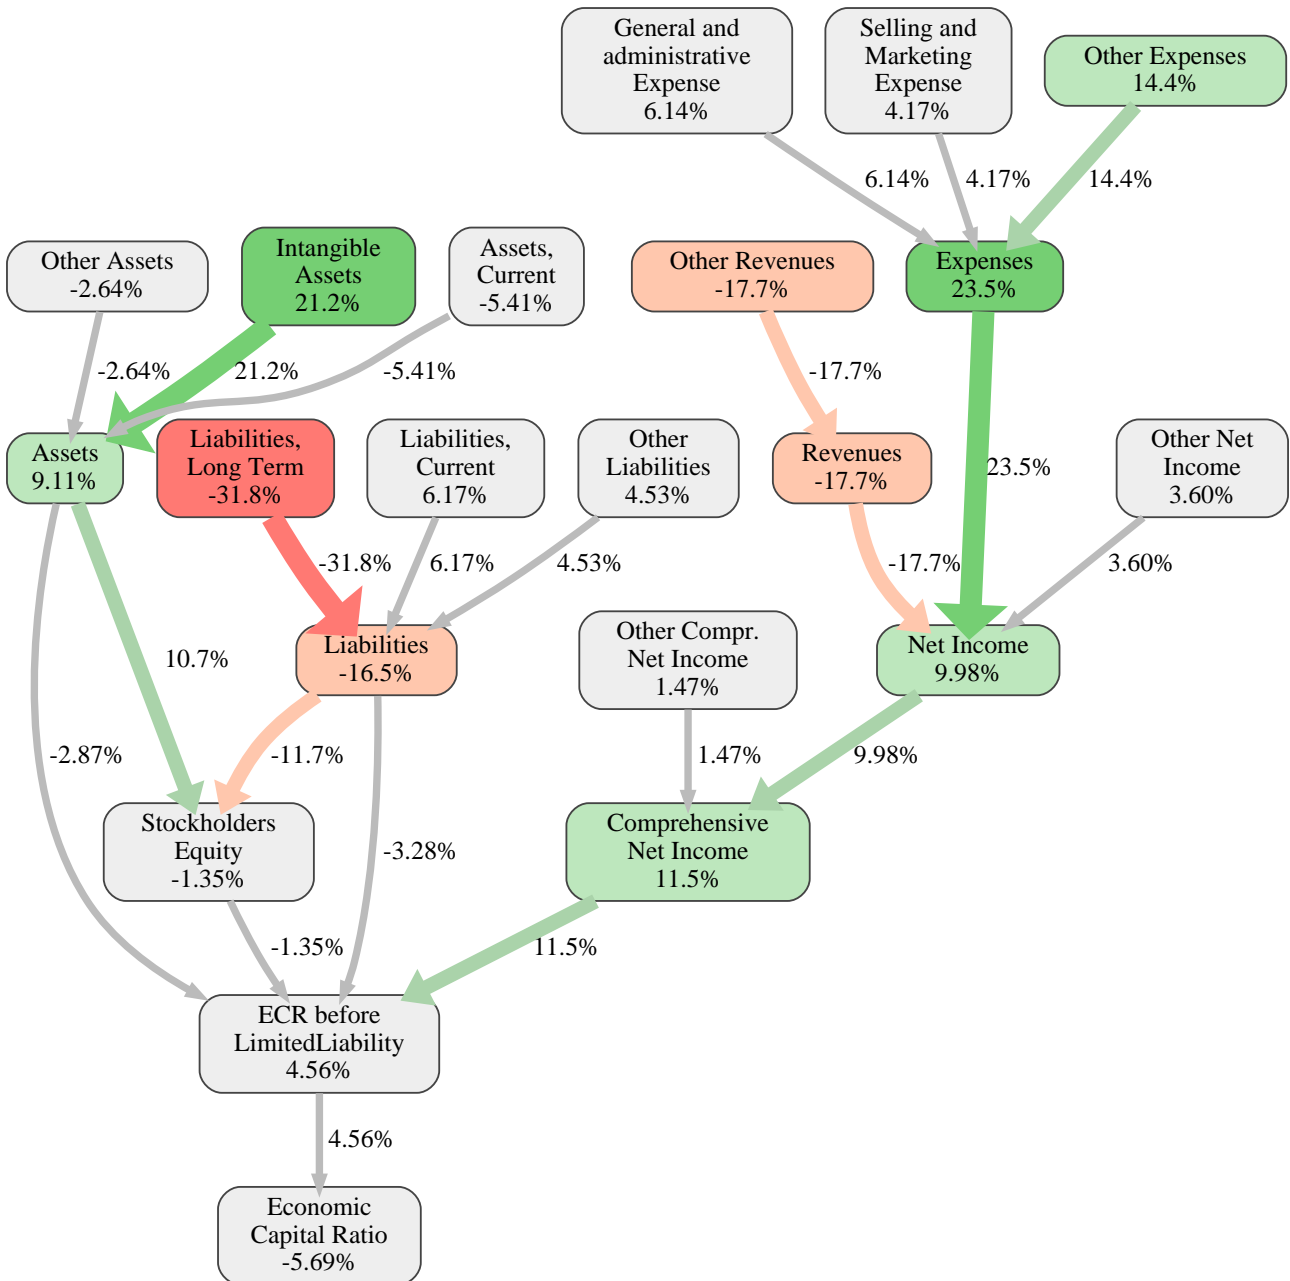 General and
administrative
Expense
6.14%
Selling and
Marketing
Expense
4.17%
Other Expenses
14.4%
6.14%
4.17%
14.4%
Other Assets
-2.64%
Intangible
Assets
21.2%
Assets,
Current
-5.41%
Other Revenues
-17.7%
Expenses
23.5%
-2.64%
21.2%
-5.41%
-17.7%
23.5%
Assets
9.11%
Liabilities,
Long Term
-31.8%
Liabilities,
Current
6.17%
Other
Liabilities
4.53%
Revenues
-17.7%
Other Net
Income
3.60%
-31.8%
6.17%
4.53%
-17.7%
3.60%
10.7%
Liabilities
-16.5%
Other Compr.
Net Income
1.47%
Net Income
9.98%
-2.87%
-11.7%
1.47%
9.98%
Stockholders
Equity
-1.35%
-3.28%
Comprehensive
Net Income
11.5%
-1.35%
11.5%
ECR before
LimitedLiability
4.56%
4.56%
Economic
Capital Ratio
-5.69%